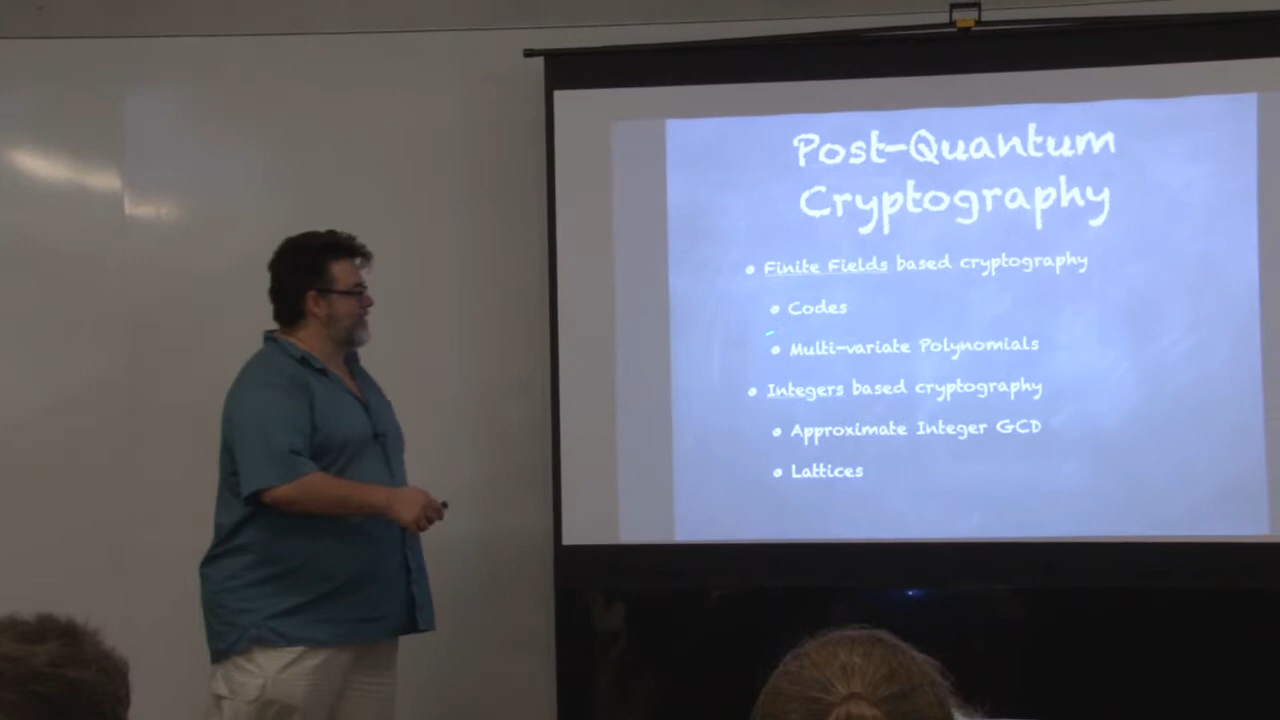 Post-Quantum
Cryptography
Finite Fields based cryptography
Codes
Multi-variate Polynomials
Integers based cryptography
Approximate Integer GCD
Lattices